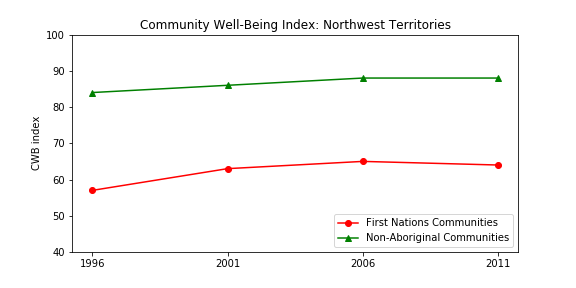 Community Well-Being Index: Northwest Territories
100
90
80
70
60
50
40
CWB index
1996
2001
2006
2011
First Nations Communities
Non-Aboriginal Communities